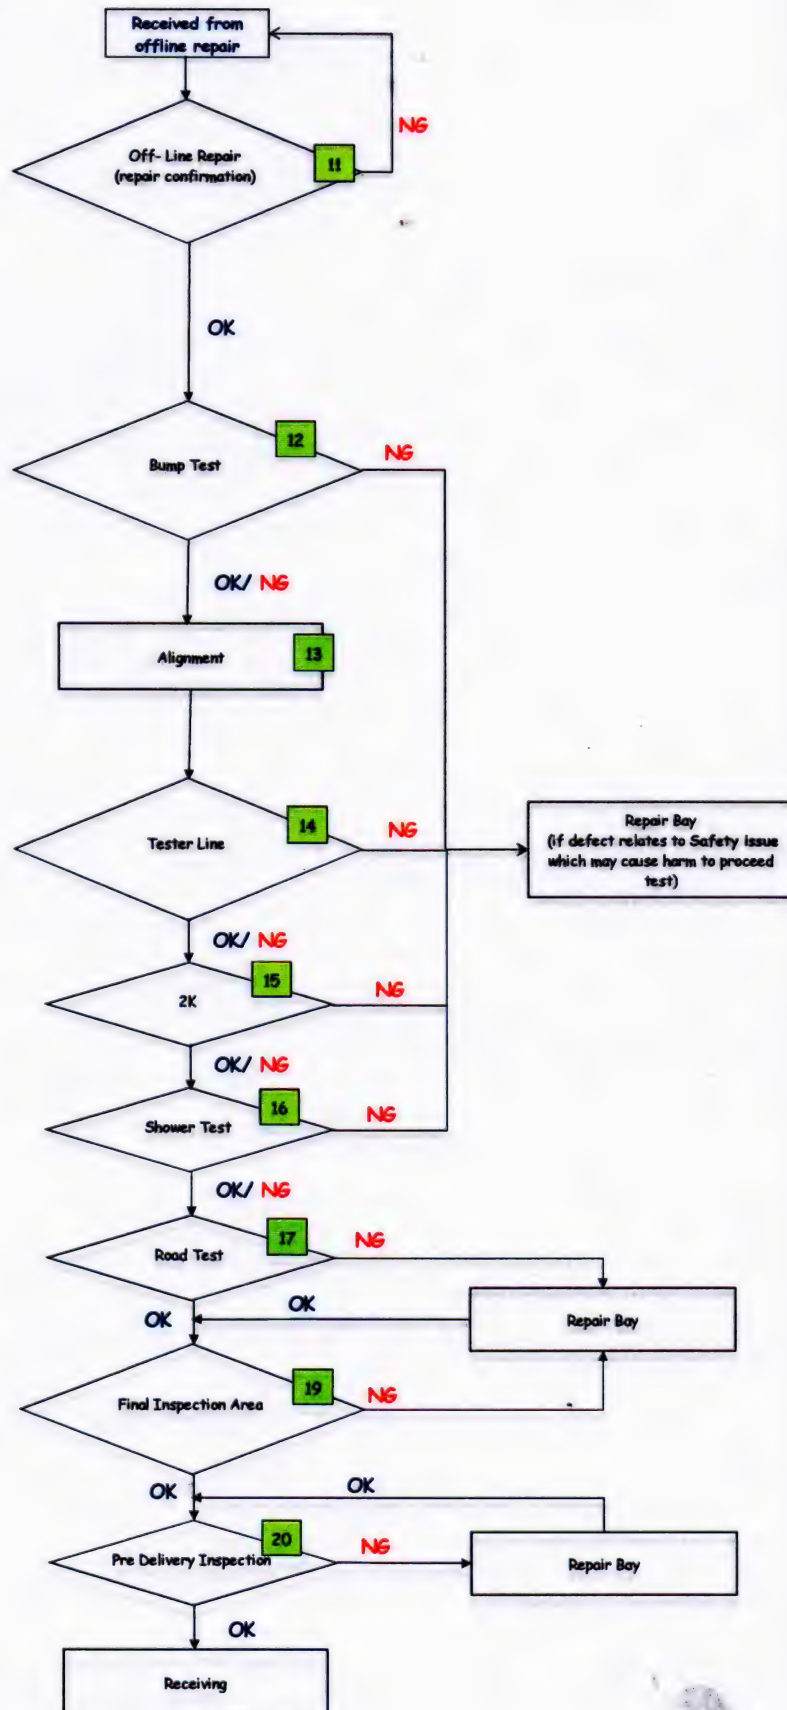 Received from
offline repair
NG
Off- Line Repair
(repair confirmation)
11
OK
12
Bump Test
NG
OK/ NG
Alignment
13
14
Tester Line
NG
Repair Bay
(if defect relates to Safety issue
which may cause harm to proceed
test)
OK/ NG
15
2K
NG
OK/ NG
16
Shower Test
NG
OK/ NG
17
Road Test
NG
OK
OK
Repair Bay
19
Final Inspection Area
NG
OK
OK
20
Pre Delivery Inspection
NG
Repair Bay
OK
Receiving